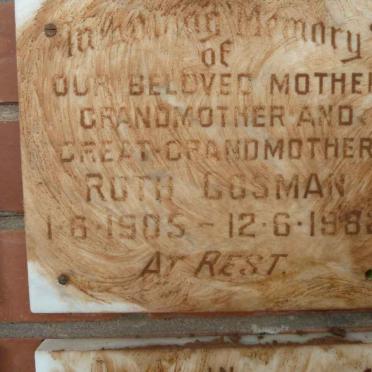 In Loving Memory
of
OUR BELOVED MOTHER
GRANDMOTHER AND
GREAT-GRANDMOTHER
RUTH GOSMAN
1·6·1905 - 12·6·198
AT REST.
IN